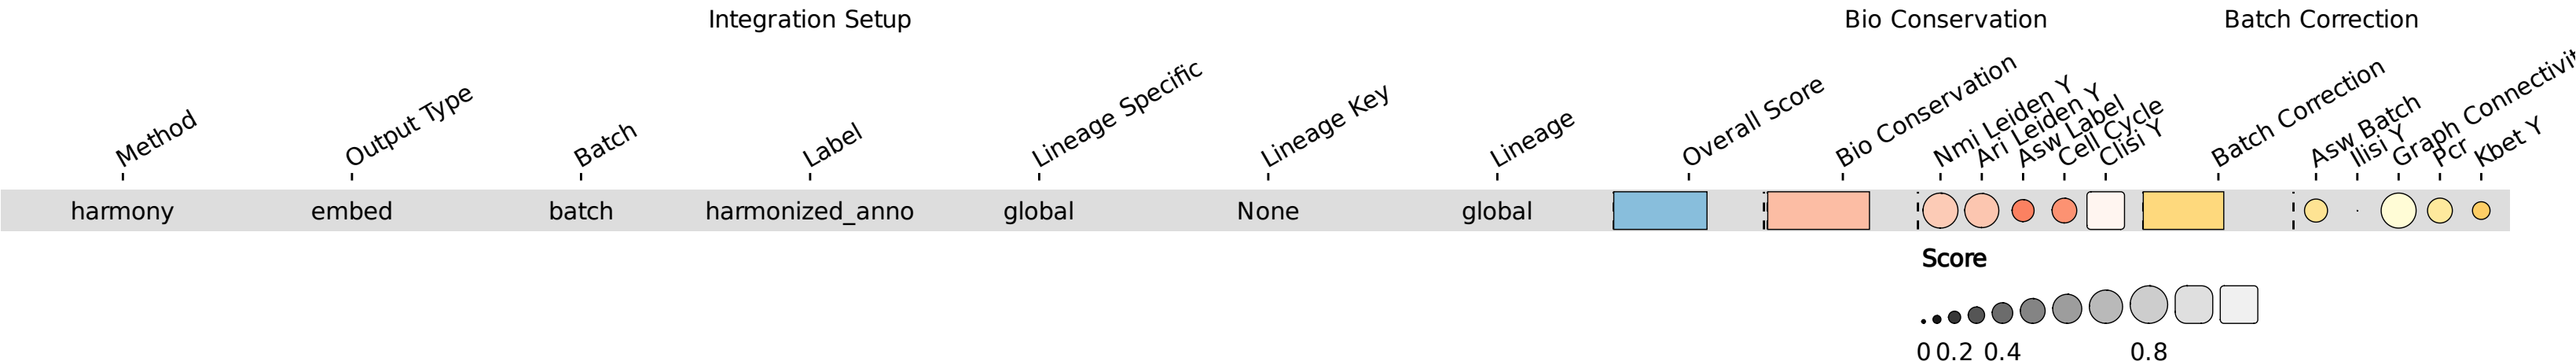 Integration Setup
Bio Conservation
Batch Correction
Method
Output Type
Batch
Label
Lineage Specific
Lineage Key
Lineage
Overall Score
Bio Conservation
Nmi Leiden Y
Ari Leiden Y
Asw Label
Cell Cycle
Clisi Y
Batch Correction
Asw Batch
Ilisi Y
Graph Connectivit
Pcr
Kbet Y
harmony
embed
batch
harmonized_anno
global
None
global
Score
0 0.2 0.4 0.8